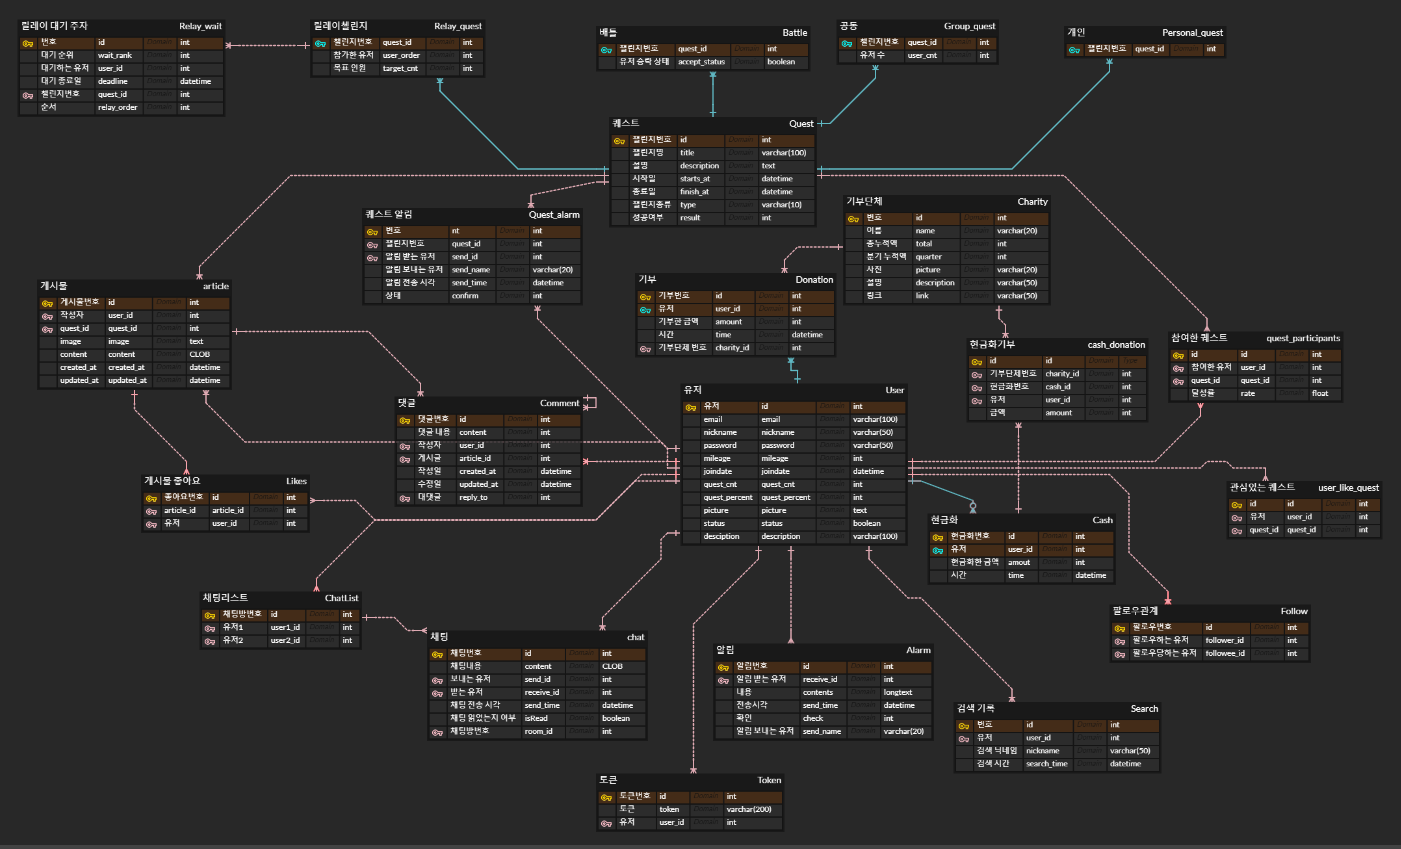 릴레이 대기 주자 Relay_wait
번호 id Domain int
대기 순위 wait_rank Domain int
대기하는 유저 user_id Domain int
대기 종료일 deadline Domain datetime
챌린지번호 quest_id Domain int
순서 relay_order Domain int
릴레이챌린지 Relay_quest
챌린지번호 quest_id Domain int
참가한 유저 user_order Domain int
목표 인원 target_cnt Domain int
배틀 Battle
챌린지번호 quest_id Domain int
유저 승락 상태 accept_status Domain boolean
공동 Group_quest
챌린지번호 quest_id Domain int
유저 수 user_cnt Domain int
개인 Personal_quest
챌린지번호 quest_id Domain int
퀘스트 Quest
챌린지번호 id Domain int
챌린지명 title Domain varchar(100)
설명 description Domain text
시작일 starts_at Domain datetime
종료일 finish_at Domain datetime
챌린지종류 type Domain varchar(10)
성공여부 result Domain int
퀘스트 알림 Quest_alarm
번호 nt Domain int
챌린지번호 quest_id Domain int
알림 받는 유저 send_id Domain int
알림 보내는 유저 send_name Domain varchar(20)
알림 전송 시각 send_time Domain datetime
상태 confirm Domain int
기부단체 Charity
번호 id Domain int
이름 name Domain varchar(20)
총누적액 total Domain int
분기 누적액 quarter Domain int
사진 picture Domain varchar(20)
설명 description Domain varchar(50)
링크 link Domain varchar(50)
기부 Donation
기부번호 id Domain int
유저 user_id Domain int
기부한 금액 amount Domain int
시간 time Domain datetime
기부단체 번호 charity_id Domain int
게시물 article
게시물번호 id Domain int
작성자 user_id Domain int
quest_id quest_id Domain int
image image Domain text
content content Domain CLOB
created_at created_at Domain datetime
updated_at updated_at Domain datetime
현금화기부 cash_donation
id id Domain Type
기부단체번호 charity_id Domain int
현금화번호 cash_id Domain int
유저 user_id Domain int
금액 amount Domain int
참여한 퀘스트 quest_participants
id id Domain int
참여한 유저 user_id Domain int
quest_id quest_id Domain int
달성률 rate Domain float
댓글 Comment
댓글번호 id Domain int
댓글 내용 content Domain int
작성자 user_id Domain int
게시글 article_id Domain int
작성일 created_at Domain datetime
수정일 updated_at Domain datetime
대댓글 reply_to Domain int
유저 User
유저 id Domain int
email email Domain varchar(100)
nickname nickname Domain varchar(50)
password password Domain varchar(50)
mileage mileage Domain int
joindate joindate Domain datetime
quest_cnt quest_cnt Domain int
quest_percent quest_percent Domain int
picture picture Domain text
status status Domain boolean
desciption description Domain varchar(100)
게시물 좋아요 Likes
좋아요번호 id Domain int
article_id article_id Domain int
유저 user_id Domain int
관심있는 퀘스트 user_like_quest
id id Domain int
유저 user_id Domain int
quest_id quest_id Domain int
현금화 Cash
현금화번호 id Domain int
유저 user_id Domain int
현금화한 금액 amout Domain int
시간 time Domain datetime
채팅리스트 ChatList
채팅방번호 id Domain int
유저1 user1_id Domain int
유저2 user2_id Domain int
팔로우관계 Follow
팔로우번호 id Domain int
팔로우하는 유저 follower_id Domain int
팔로우당하는 유저 followee_id Domain int
채팅 chat
채팅번호 id Domain int
채팅내용 content Domain CLOB
보내는 유저 send_id Domain int
받는 유저 receive_id Domain int
채팅 전송 시각 send_time Domain datetime
채팅 읽었는지 여부 isRead Domain boolean
채팅방번호 room_id Domain int
알림 Alarm
알림번호 id Domain int
알림 받는 유저 receive_id Domain int
내용 contents Domain longtext
전송시각 send_time Domain datetime
확인 check Domain int
알림 보내는 유저 send_name Domain varchar(20)
검색 기록 Search
번호 id Domain int
유저 user_id Domain int
검색 닉네임 nickname Domain varchar(50)
검색 시간 search_time Domain datetime
토큰 Token
토큰번호 id Domain int
토큰 token Domain varchar(200)
유저 user_id Domain int